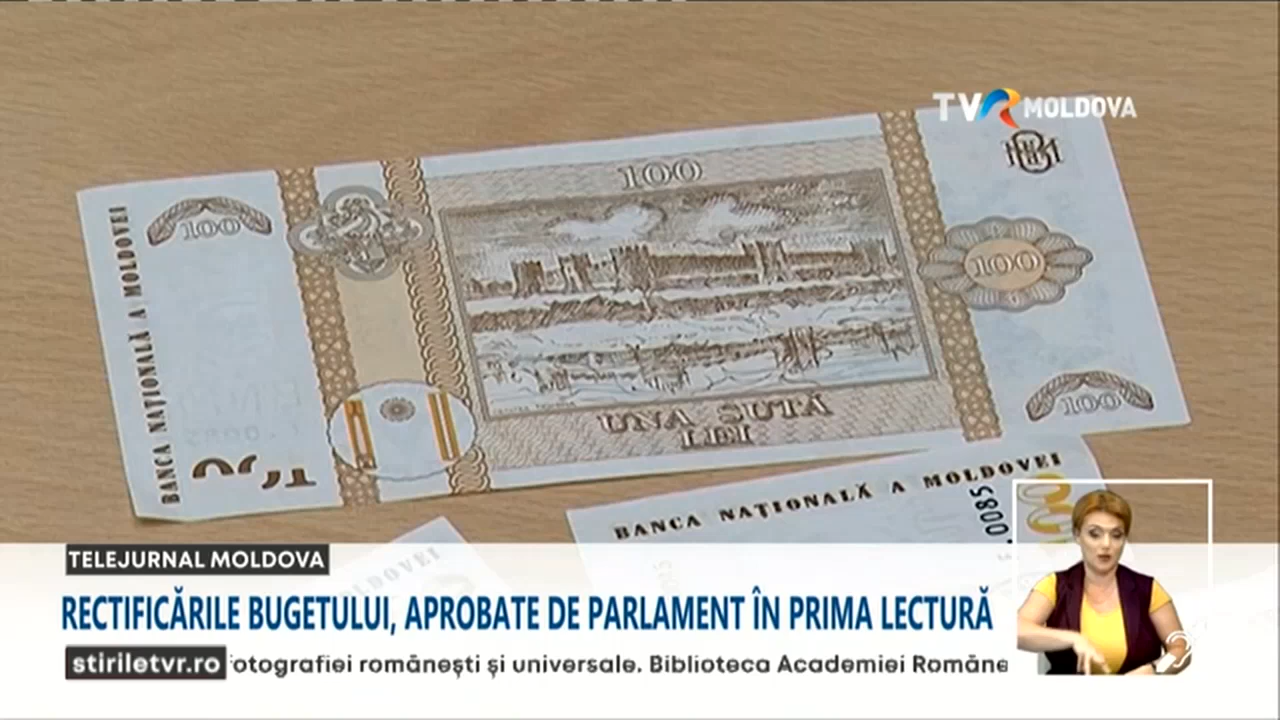 TVR MOLDOVA
100
100
100
100
BANCA NAȚIONALĂ A MOLDOVEI
UNA SUTĂ
LEI
BANCA NAȚIONALĂ A MOLDOVEI
0085
TELEJURNAL MOLDOVA
RECTIFICĂRILE BUGETULUI, APROBATE DE PARLAMENT ÎN PRIMA LECTURĂ
stiriletvr.ro fotografiei românești și universale. Biblioteca Academiei Române